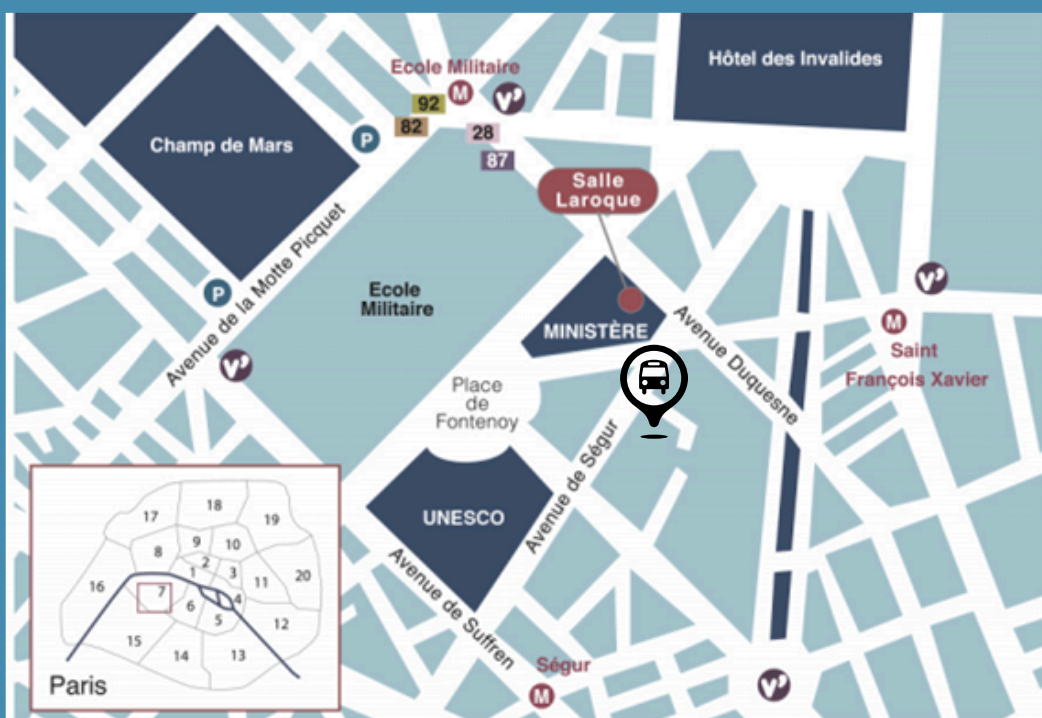 Hôtel des Invalides
Ecole Militaire
M
V'
92
82
28
87
P
Champ de Mars
Salle
Laroque
Avenue de la Motte Picquet
P
Ecole
Militaire
MINISTÈRE
Avenue Duquesne
V'
M
Saint
François Xavier
V'
Place
de
Fontenoy
Avenue de Ségur
UNESCO
Avenue de Suffren
Ségur
M
V'
17
18
19
8
9
10
16
1
2
3
11
20
7
6
4
5
12
15
14
13
Paris